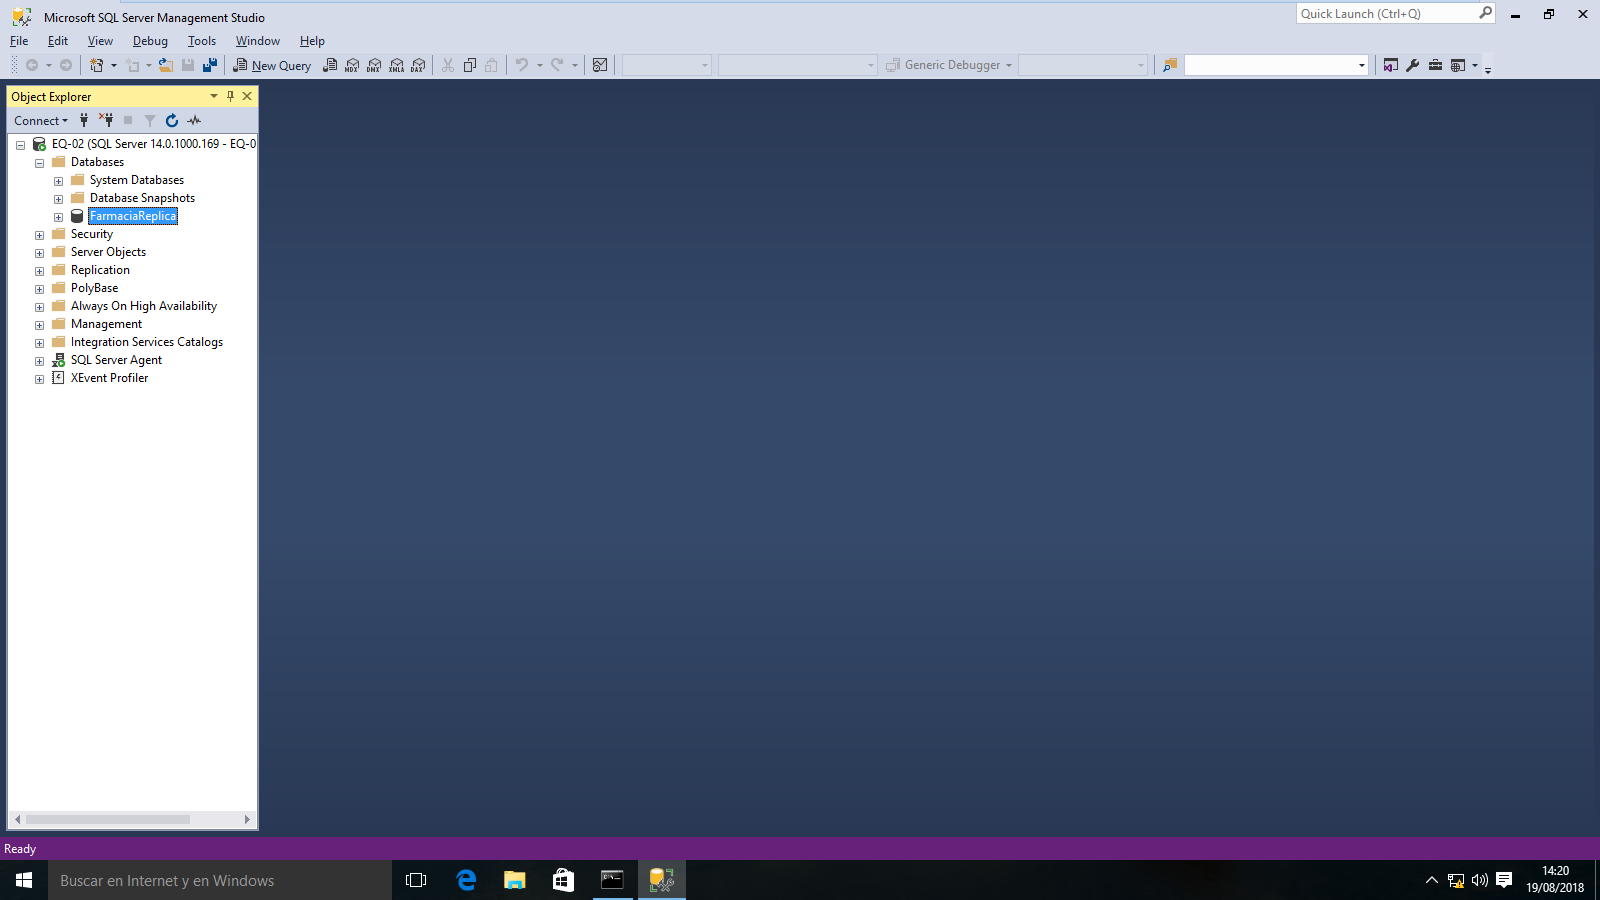 Microsoft SQL Server Management Studio
Quick Launch (Ctrl+Q)
File Edit View Debug Tools Window Help
New Query MDX DMX XMLA DAX Generic Debugger
Object Explorer
Connect
EQ-02 (SQL Server 14.0.1000.169 - EQ-0
Databases
System Databases
Database Snapshots
FarmaciaReplica
Security
Server Objects
Replication
PolyBase
Always On High Availability
Management
Integration Services Catalogs
SQL Server Agent
XEvent Profiler
Ready
Buscar en Internet y en Windows
14:20
19/08/2018